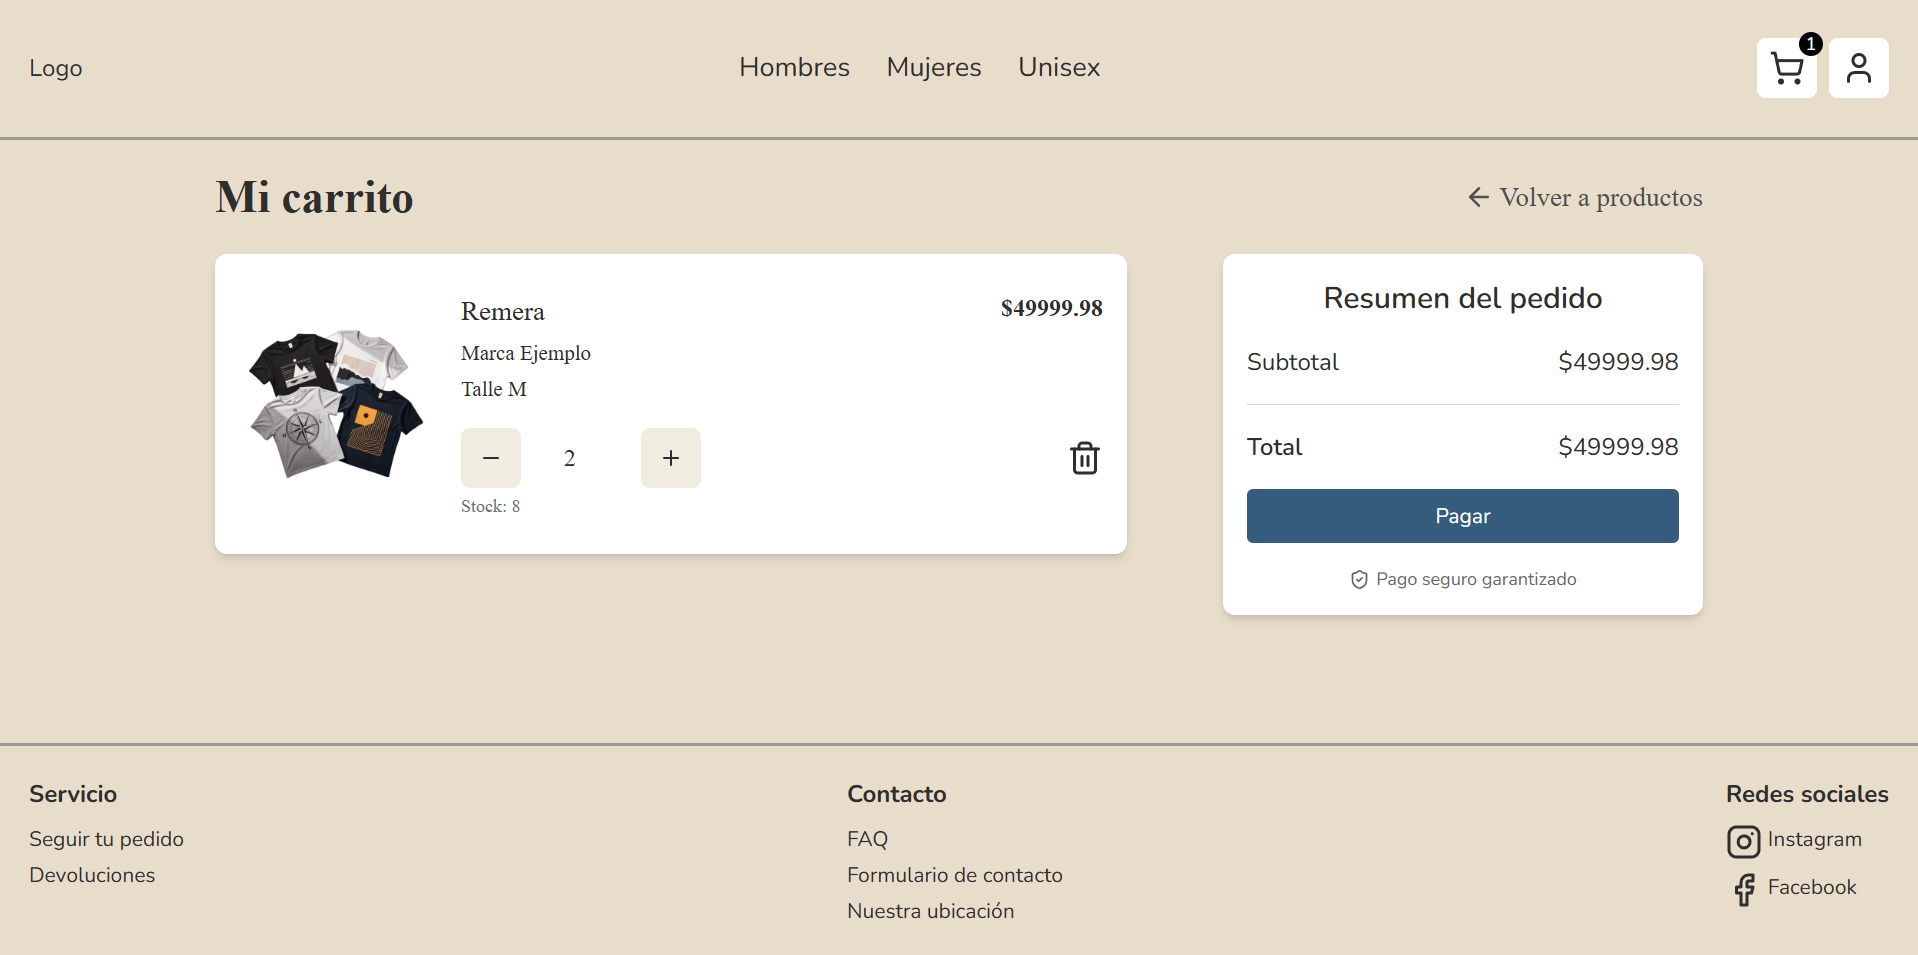 Logo
Hombres Mujeres Unisex
1
Mi carrito
Volver a productos
Remera
$49999.98
Marca Ejemplo
Talle M
2
Stock: 8
Resumen del pedido
Subtotal $49999.98
Total $49999.98
Pagar
Pago seguro garantizado
Servicio
Seguir tu pedido
Devoluciones
Contacto
FAQ
Formulario de contacto
Nuestra ubicación
Redes sociales
Instagram
Facebook